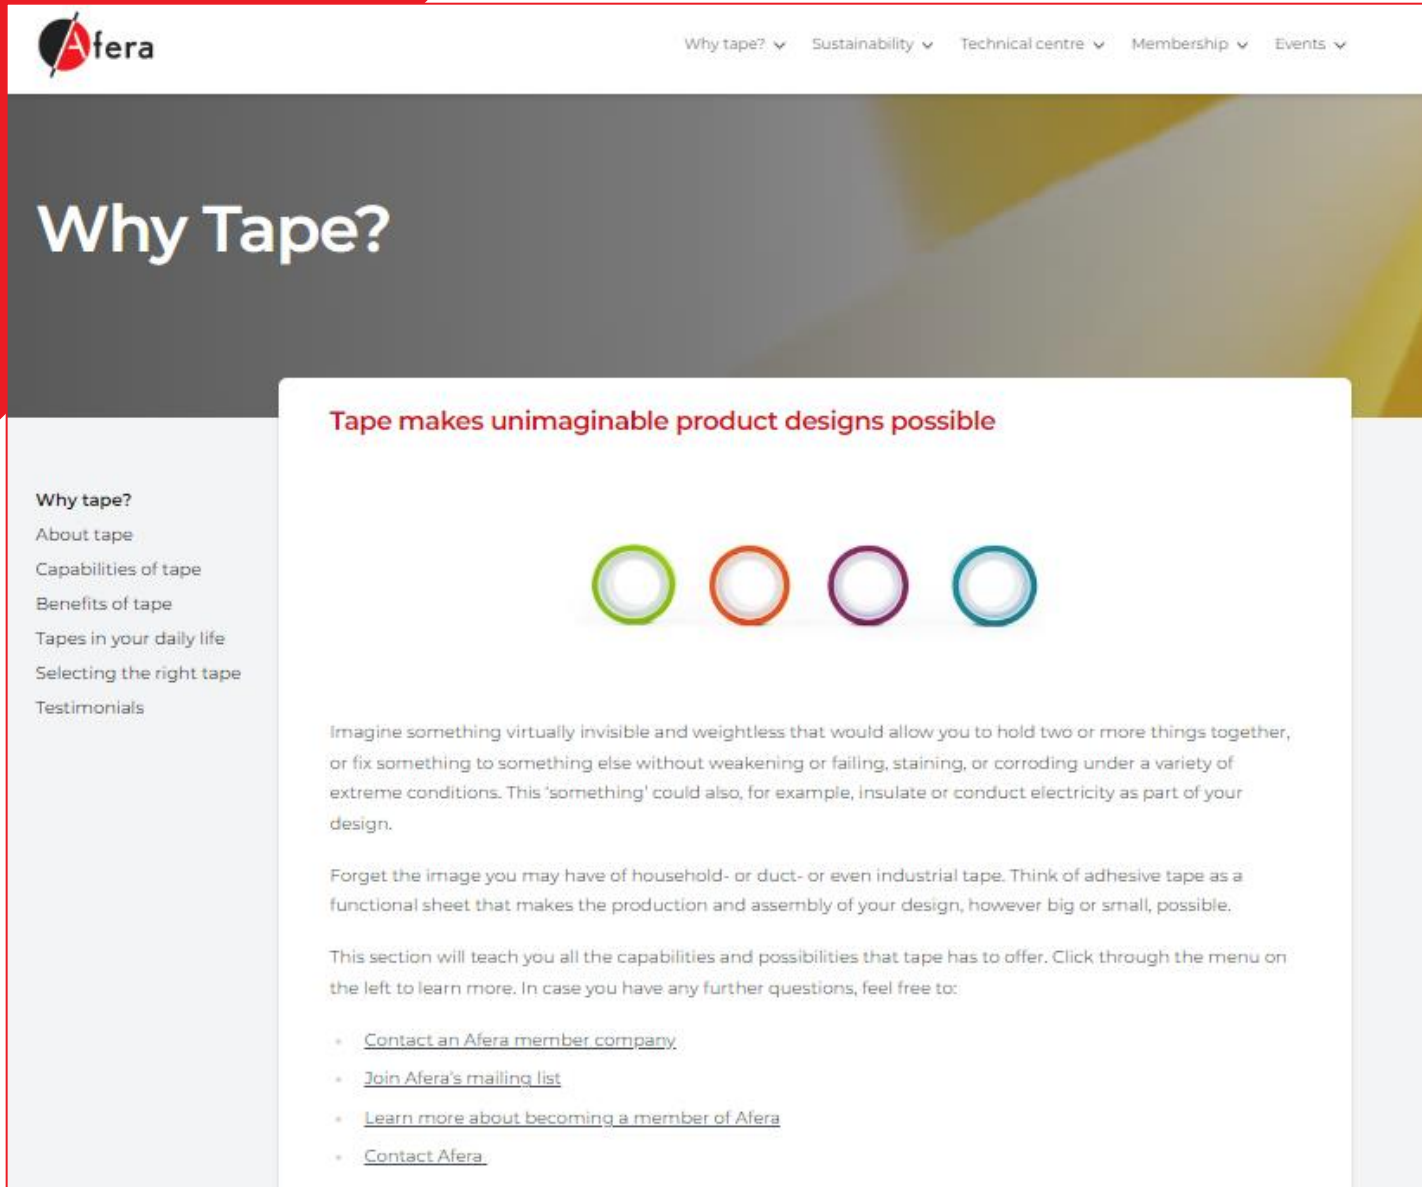 Afera
Why tape? Sustainability Technical centre Membership Events
Why Tape?
Tape makes unimaginable product designs possible
Why tape?
About tape
Capabilities of tape
Benefits of tape
Tapes in your daily life
Selecting the right tape
Testimonials
Imagine something virtually invisible and weightless that would allow you to hold two or more things together,
or fix something to something else without weakening or failing, staining, or corroding under a variety of
extreme conditions. This ‘something’ could also, for example, insulate or conduct electricity as part of your
design.
Forget the image you may have of household- or duct- or even industrial tape. Think of adhesive tape as a
functional sheet that makes the production and assembly of your design, however big or small, possible.
This section will teach you all the capabilities and possibilities that tape has to offer. Click through the menu on
the left to learn more. In case you have any further questions, feel free to:
Contact an Afera member company
Join Afera's mailing list
Learn more about becoming a member of Afera
Contact Afera